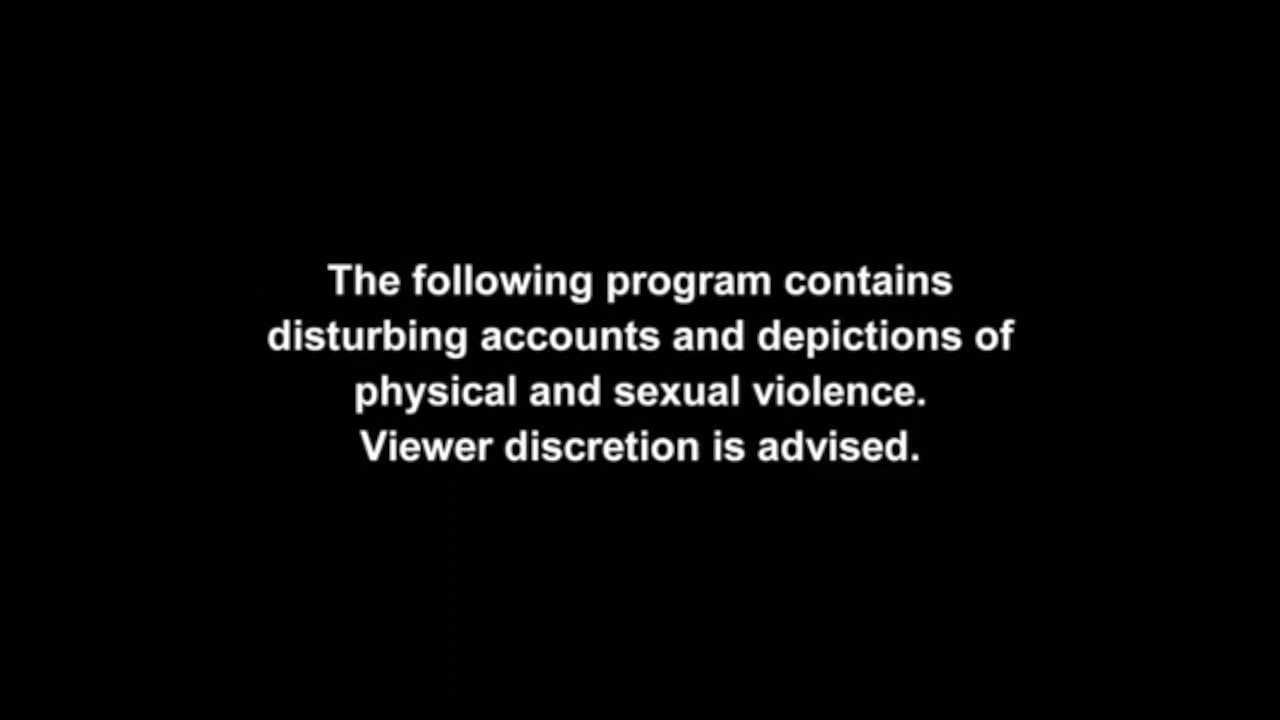 The following program contains
disturbing accounts and depictions of
physical and sexual violence.
Viewer discretion is advised.